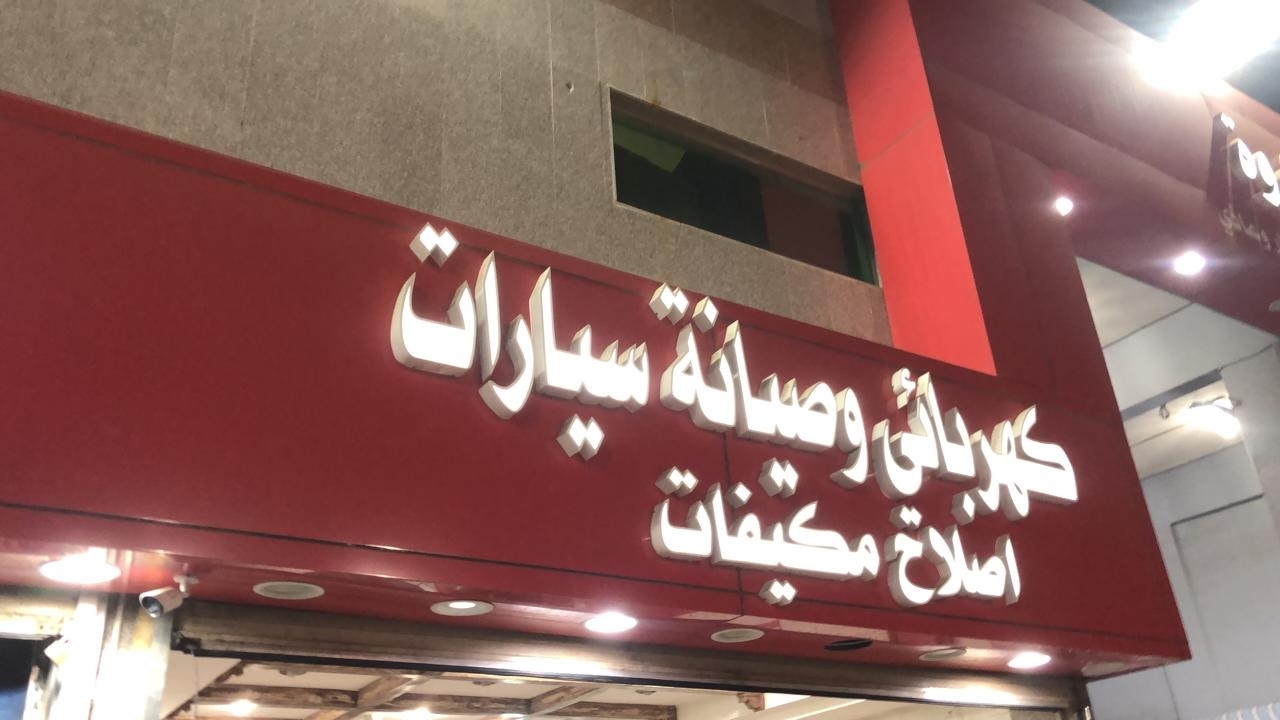 كهربائي وصيانة سيارات
اصلاح مكيفات